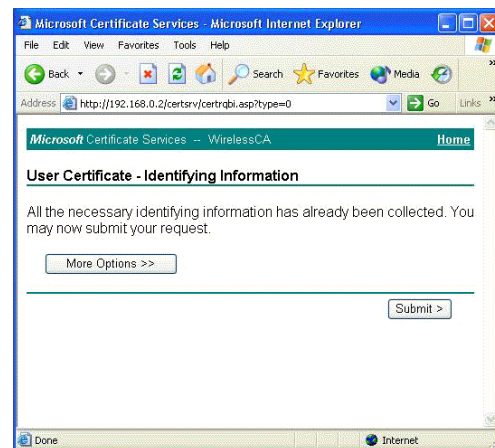 Microsoft Certificate Services - Microsoft Internet Explorer
File Edit View Favorites Tools Help
Back Search Favorites Media »
Address http://192.168.0.2/certsrv/certrqbi.asp?type=0 Go Links »
Microsoft Certificate Services -- WirelessCA Home
User Certificate - Identifying Information
All the necessary identifying information has already been collected. You
may now submit your request.
More Options >>
Submit >
Done Internet